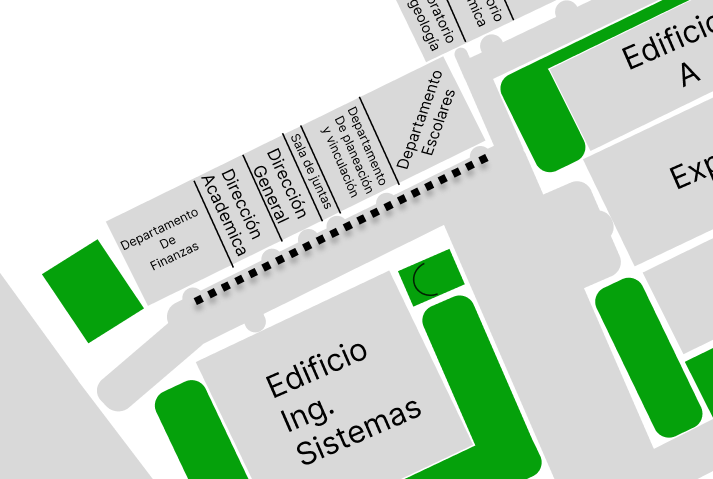 geología
Edificio
A
Exp
Departamento
Escolares
Departamento
De planeación
y vinculación
Sala de juntas
Dirección
General
Dirección
Academica
Departamento
De
Finanzas
Edificio
Ing.
Sistemas